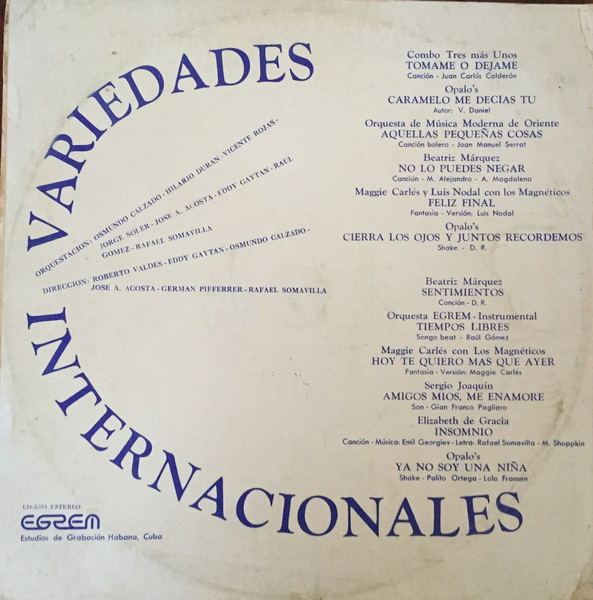 VARIEDADES
INTERNACIONALES
ORQUESTACION: OSMUNDO CALZADO - HILARIO DURAN - VICENTE ROJAS -
JORGE SOLER - JOSE A. ACOSTA - EDDY GAYTAN - RAUL
GOMEZ - RAFAEL SOMAVILLA
DIRECCION: ROBERTO VALDES - EDDY GAYTAN - OSMUNDO CALZADO -
JOSE A. ACOSTA - GERMAN PIFFERRER - RAFAEL SOMAVILLA
Combo Tres más Unos
TOMAME O DEJAME
Canción - Juan Carlós Calderón
Opalo's
CARAMELO ME DECIAS TU
Autor: V. Daniel
Orquesta de Música Moderna de Oriente
AQUELLAS PEQUEÑAS COSAS
Canción bolero - Joan Manuel Serrat
Beatriz Márquez
NO LO PUEDES NEGAR
Canción - M. Alejandro - A. Magdalena
Maggie Carlés y Luis Nodal con los Magnéticos
FELIZ FINAL
Fantasía - Versión: Luis Nodal
Opalo's
CIERRA LOS OJOS Y JUNTOS RECORDEMOS
Shake - D. R.
Beatriz Márquez
SENTIMIENTOS
Canción - D. R.
Orquesta EGREM - Instrumental
TIEMPOS LIBRES
Songo beat - Raúl Gómez
Maggie Carlés con Los Magnéticos
HOY TE QUIERO MAS QUE AYER
Fantasía - Versión: Maggie Carlés
Sergio Joaquín
AMIGOS MIOS, ME ENAMORE
Son - Gian Franco Pagliaro
Elizabeth de Gracia
INSOMNIO
Canción - Música: Emil Georgiev - Letra: Rafael Somavilla - M. Shoppkin
Opalo's
YA NO SOY UNA NIÑA
Shake - Palito Ortega - Lalo Fransen
ESTEREO
EGREM
Estudios de Grabación Habana, Cuba